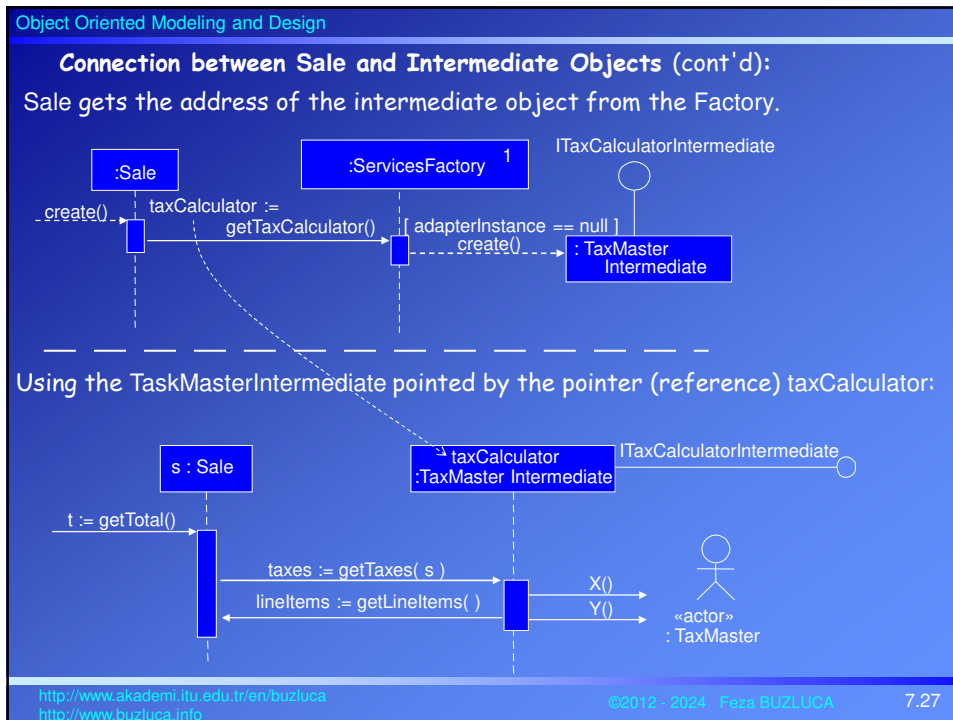 Object Oriented Modeling and Design
Connection between Sale and Intermediate Objects (cont'd):
Sale gets the address of the intermediate object from the Factory.
ITaxCalculatorIntermediate
:Sale
:ServicesFactory 1
create()
taxCalculator :=
getTaxCalculator()
[ adapterInstance == null ]
create()
: TaxMaster
Intermediate
Using the TaskMasterIntermediate pointed by the pointer (reference) taxCalculator:
s : Sale
taxCalculator
:TaxMaster Intermediate
ITaxCalculatorIntermediate
t := getTotal()
taxes := getTaxes( s )
lineItems := getLineItems( )
X()
Y()
«actor»
: TaxMaster
http://www.akademi.itu.edu.tr/en/buzluca
http://www.buzluca.info
©2012 - 2024 Feza BUZLUCA
7.27